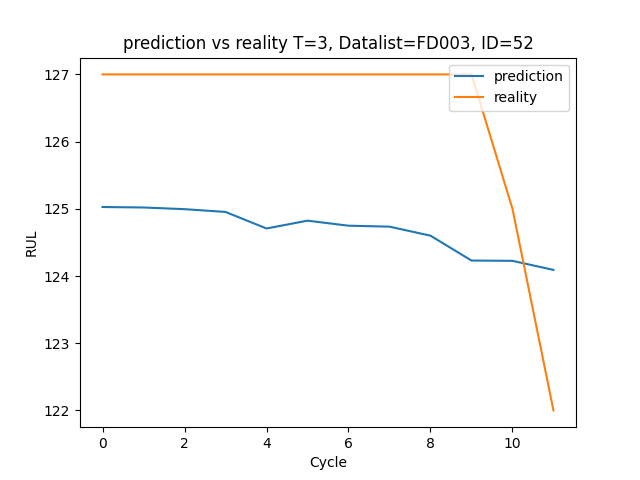 prediction vs reality T=3, Datalist=FD003, ID=52
prediction
reality
127
126
125
124
123
122
RUL
0 2 4 6 8 10
Cycle